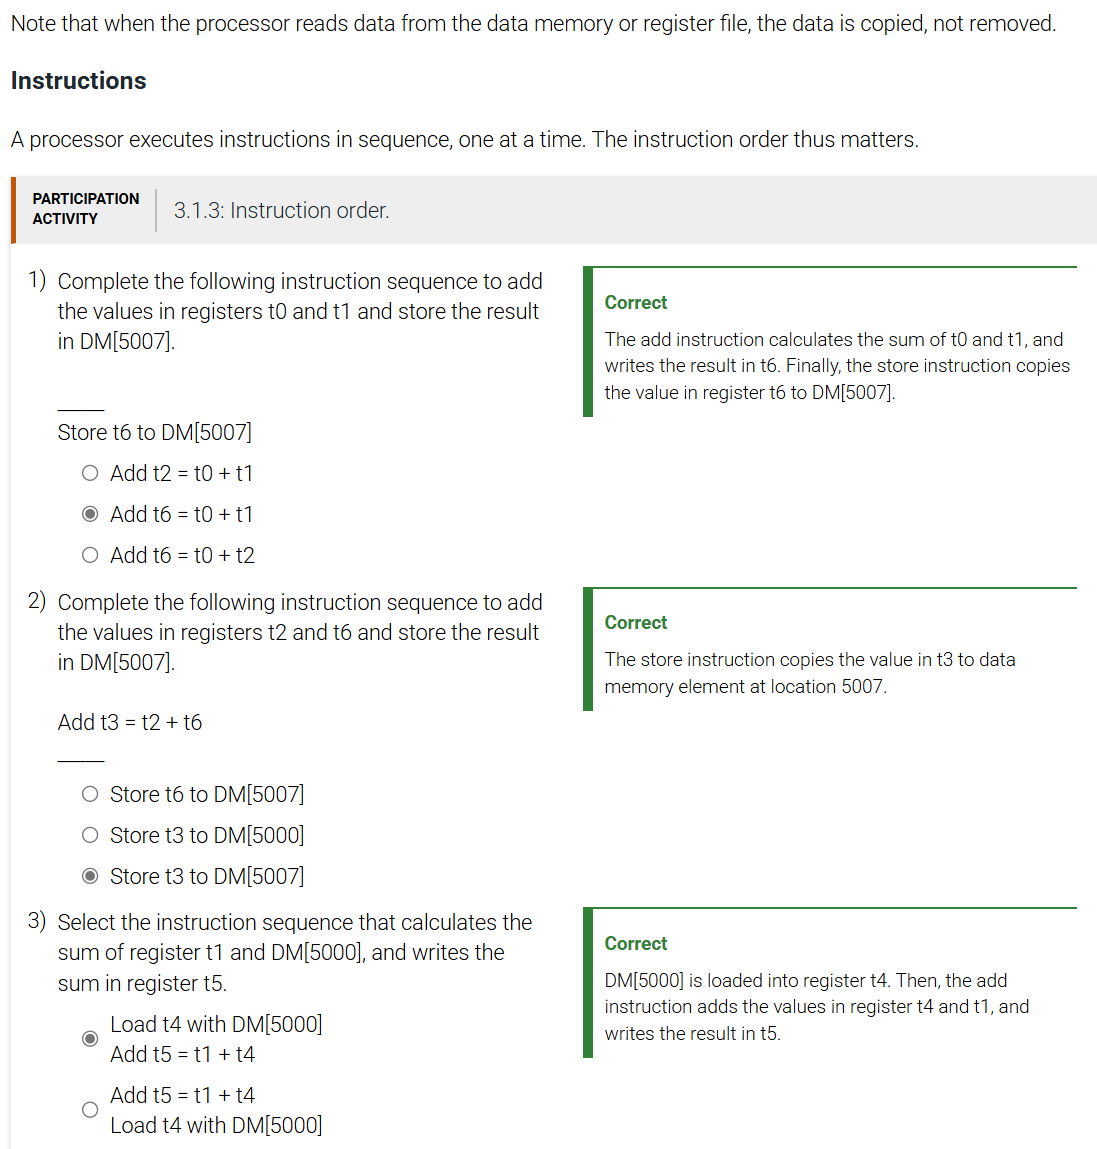 Note that when the processor reads data from the data memory or register file, the data is copied, not removed.
Instructions
A processor executes instructions in sequence, one at a time. The instruction order thus matters.
PARTICIPATION
ACTIVITY
3.1.3: Instruction order.
1) Complete the following instruction sequence to add
the values in registers t0 and t1 and store the result
in DM[5007].
____
Store t6 to DM[5007]
Add t2 = t0 + t1
Add t6 = t0 + t1
Add t6 = t0 + t2
Correct
The add instruction calculates the sum of t0 and t1, and
writes the result in t6. Finally, the store instruction copies
the value in register t6 to DM[5007].
2) Complete the following instruction sequence to add
the values in registers t2 and t6 and store the result
in DM[5007].
Add t3 = t2 + t6
____
Store t6 to DM[5007]
Store t3 to DM[5000]
Store t3 to DM[5007]
Correct
The store instruction copies the value in t3 to data
memory element at location 5007.
3) Select the instruction sequence that calculates the
sum of register t1 and DM[5000], and writes the
sum in register t5.
Load t4 with DM[5000]
Add t5 = t1 + t4
Add t5 = t1 + t4
Load t4 with DM[5000]
Correct
DM[5000] is loaded into register t4. Then, the add
instruction adds the values in register t4 and t1, and
writes the result in t5.